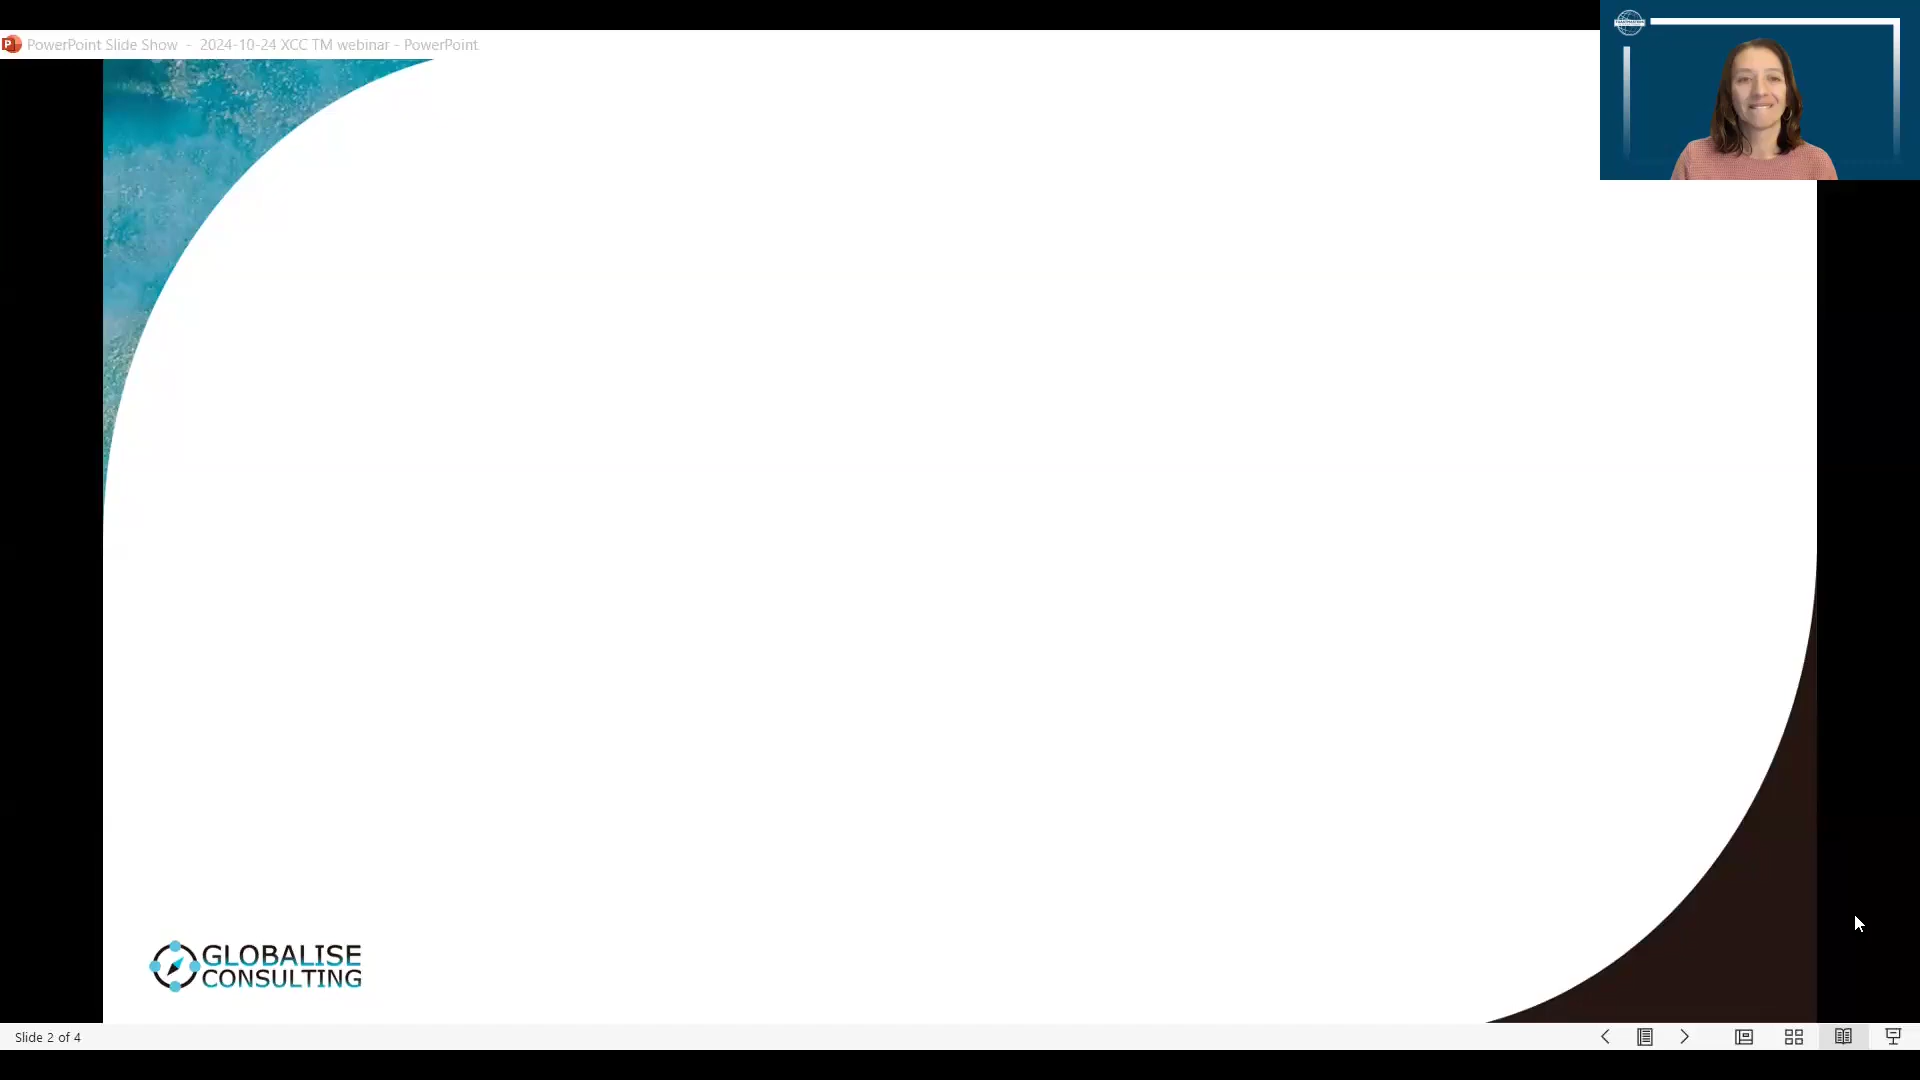 PowerPoint Slide Show - 2024-10-24 XCC TM webinar - PowerPoint
GLOBALISE
CONSULTING
Slide 2 of 4